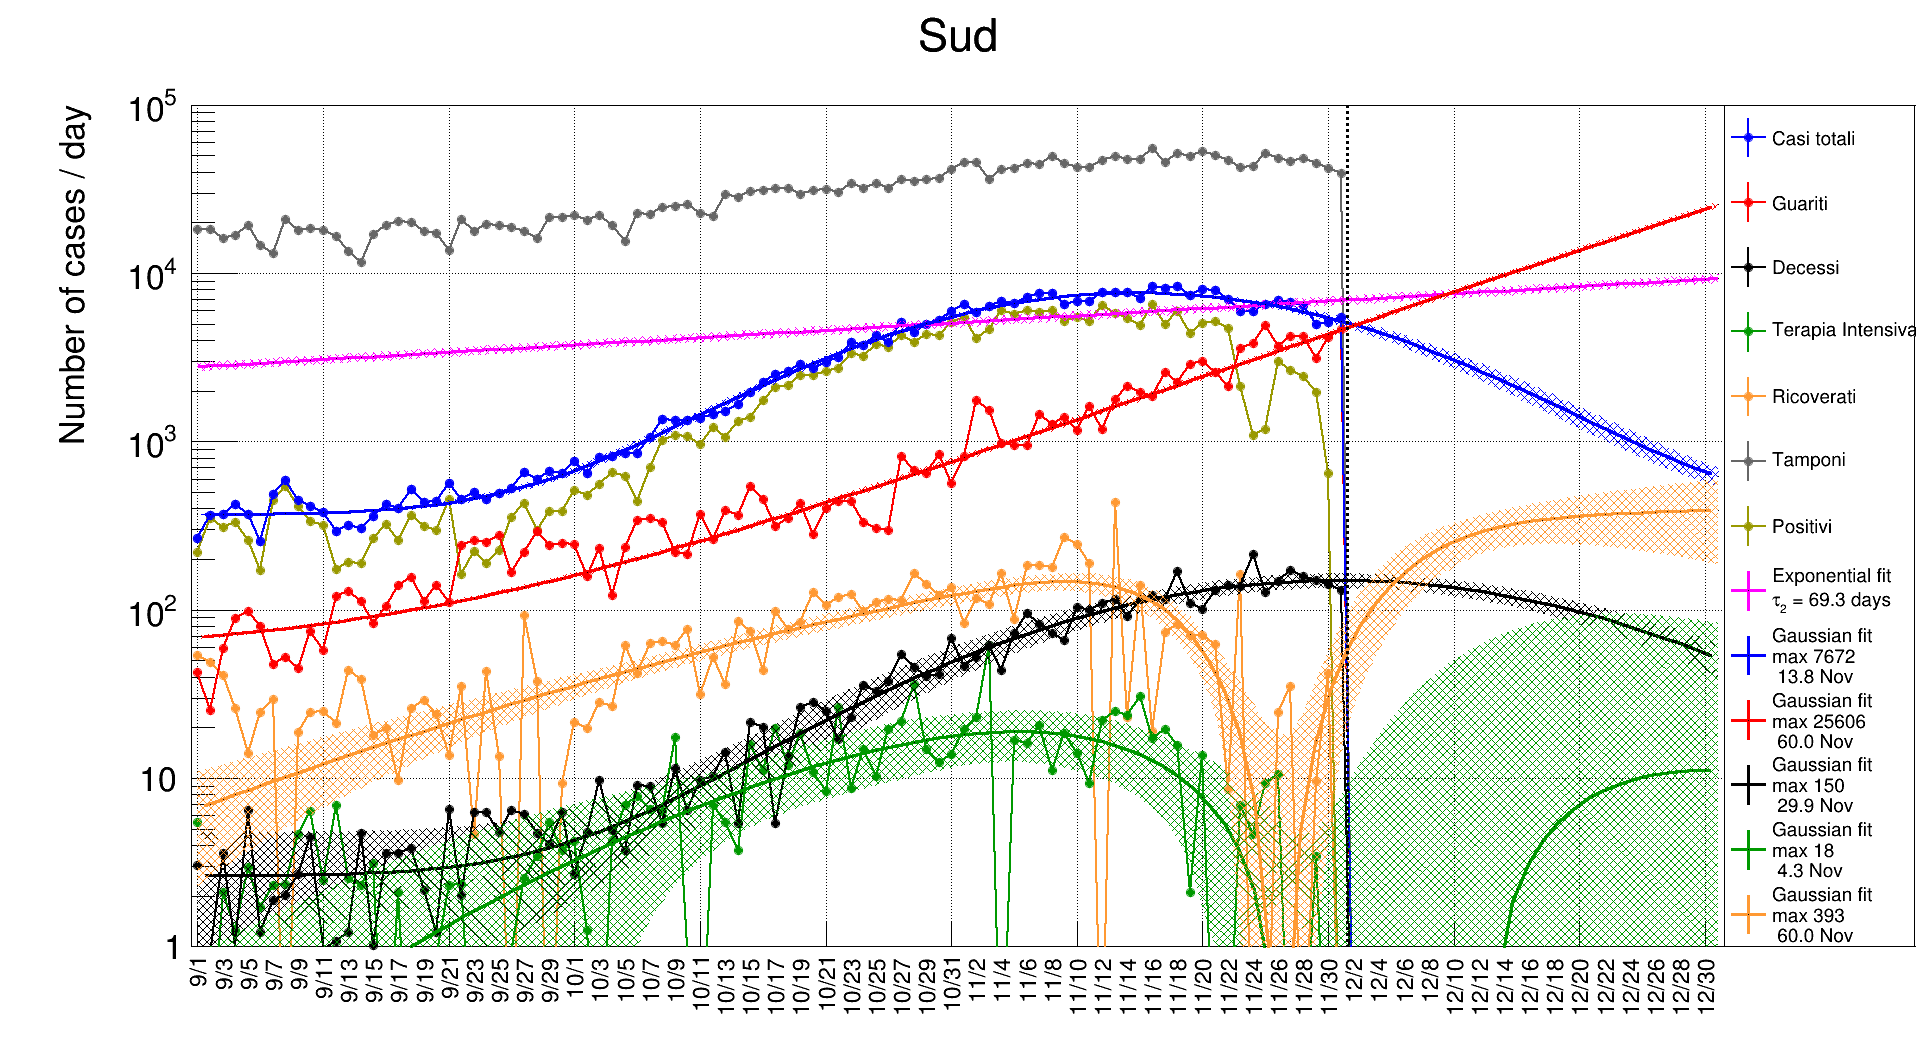 Sud
Number of cases / day
10⁵
10⁴
10³
10²
10
1
9/1
9/3
9/5
9/7
9/9
9/11
9/13
9/15
9/17
9/19
9/21
9/23
9/25
9/27
9/29
10/1
10/3
10/5
10/7
10/9
10/11
10/13
10/15
10/17
10/19
10/21
10/23
10/25
10/27
10/29
10/31
11/2
11/4
11/6
11/8
11/10
11/12
11/14
11/16
11/18
11/20
11/22
11/24
11/26
11/28
11/30
12/2
12/4
12/6
12/8
12/10
12/12
12/14
12/16
12/18
12/20
12/22
12/24
12/26
12/28
12/30
Casi totali
Guariti
Decessi
Terapia Intensiva
Ricoverati
Tamponi
Positivi
Exponential fit
τ₂ = 69.3 days
Gaussian fit
max 7672
13.8 Nov
Gaussian fit
max 25606
60.0 Nov
Gaussian fit
max 150
29.9 Nov
Gaussian fit
max 18
4.3 Nov
Gaussian fit
max 393
60.0 Nov